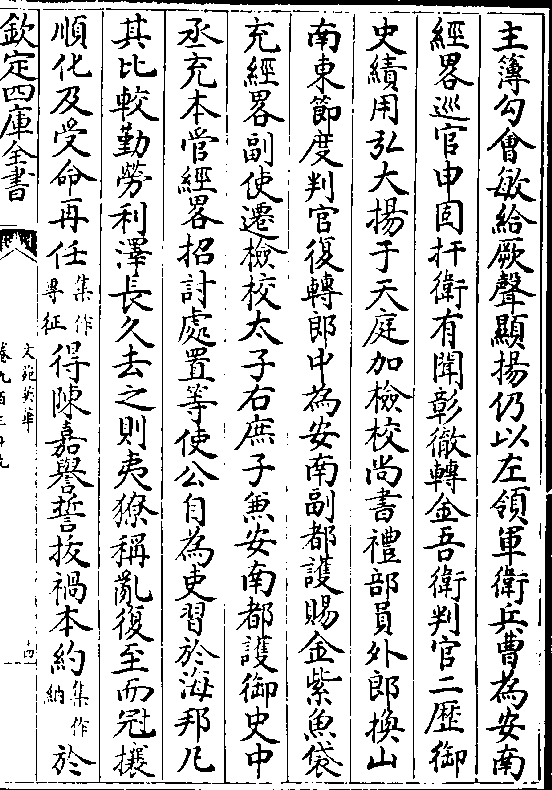 主簿勾會敏給厥聲顯揚仍以左領軍衛兵曹為安南
經畧巡官申固扞衛有聞彰徹轉金吾衛判官二歷御
史績用弘大揚于天庭加檢校尚書禮部員外郎換山
南東節度判官復轉郎中為安南副都護賜金紫魚袋
充經畧副使遷檢校太子右庶子兼安南都護御史中
丞充本管經畧招討處置等使公自為吏習於海邦凡
其比較勤勞利澤長久去之則夷獠稱亂復至而寇攘
順化及受命再任集作專征得陳嘉譽誓拔禍本約集作納於
欽定四庫全書
文苑英華
卷九百三十九
十四